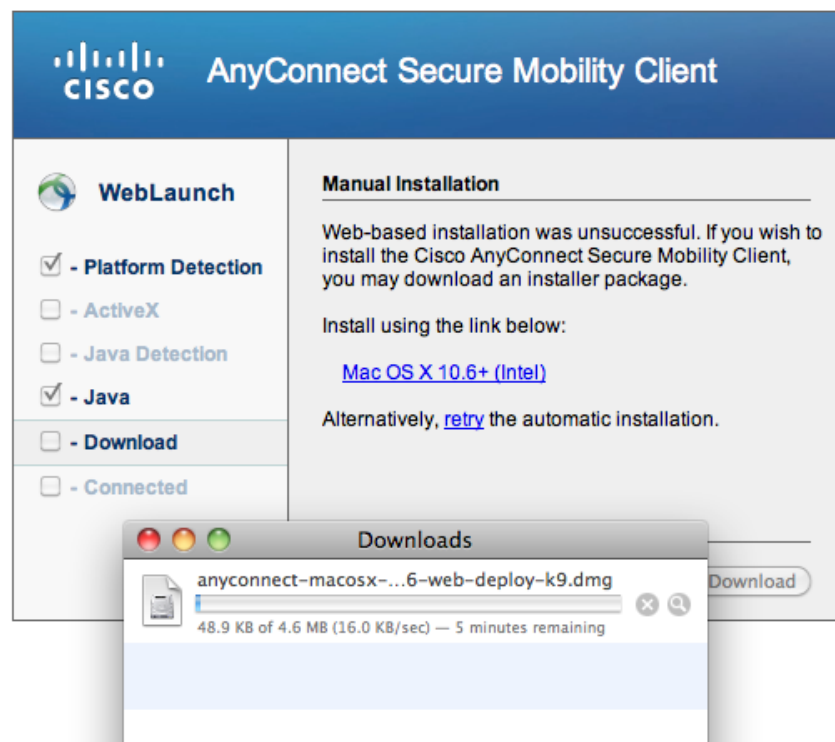 CISCO
AnyConnect Secure Mobility Client
WebLaunch
- Platform Detection
- ActiveX
- Java Detection
- Java
- Download
- Connected
Manual Installation
Web-based installation was unsuccessful. If you wish to
install the Cisco AnyConnect Secure Mobility Client,
you may download an installer package.
Install using the link below:
Mac OS X 10.6+ (Intel)
Alternatively, retry the automatic installation.
Download
Downloads
anyconnect-macosx-...6-web-deploy-k9.dmg
48.9 KB of 4.6 MB (16.0 KB/sec) — 5 minutes remaining